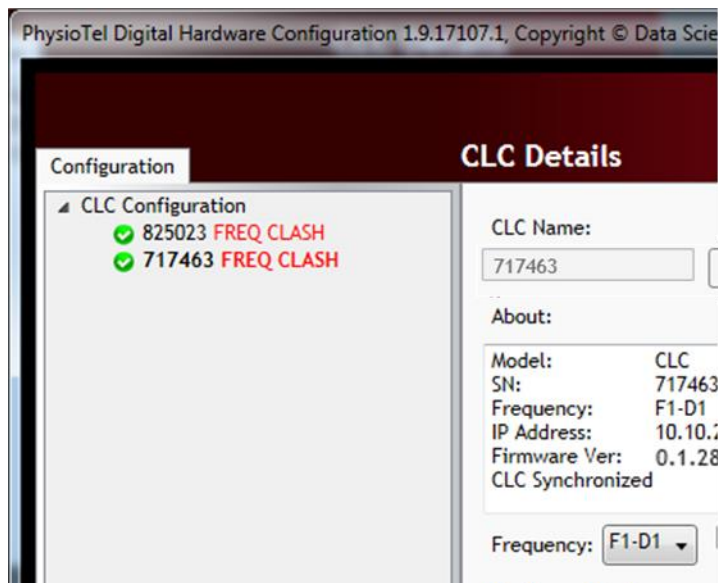 PhysioTel Digital Hardware Configuration 1.9.17107.1, Copyright © Data Scie
Configuration
CLC Details
CLC Configuration
825023 FREQ CLASH
717463 FREQ CLASH
CLC Name:
717463
About:
Model: CLC
SN: 717463
Frequency: F1-D1
IP Address: 10.10.2
Firmware Ver: 0.1.28
CLC Synchronized
Frequency: F1-D1